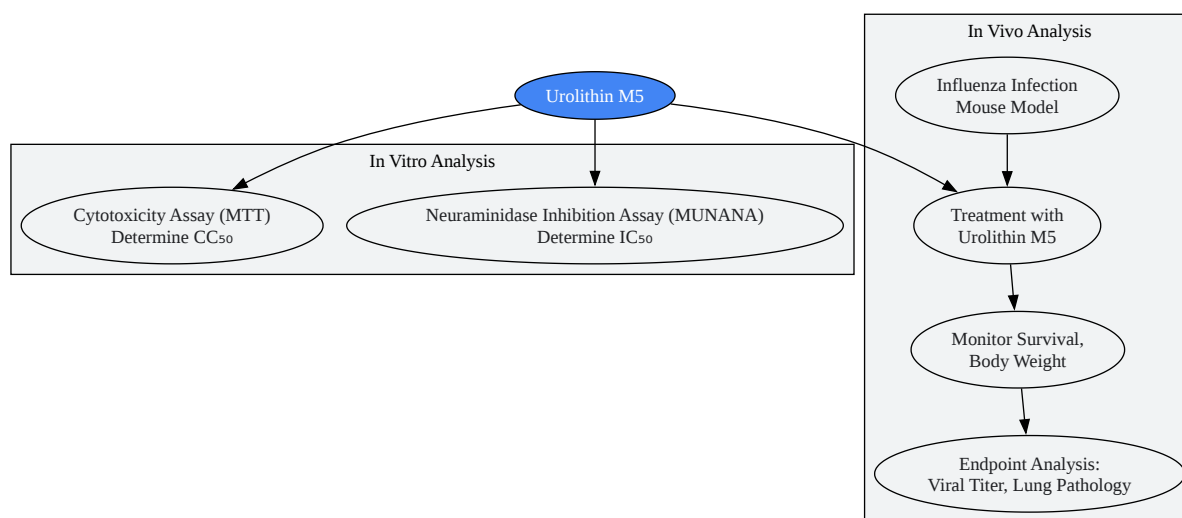 In Vivo Analysis
Influenza Infection
Mouse Model
Urolithin M5
In Vitro Analysis
Cytotoxicity Assay (MTT)
Determine CC₅₀
Neuraminidase Inhibition Assay (MUNANA)
Determine IC₅₀
Treatment with
Urolithin M5
Monitor Survival,
Body Weight
Endpoint Analysis:
Viral Titer, Lung Pathology